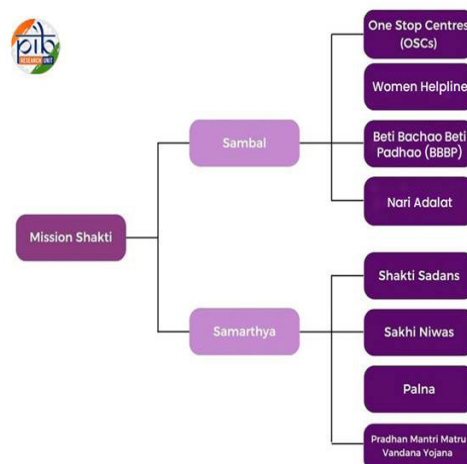 pib
RESEARCH UNIT
One Stop Centres
(OSCs)
Women Helpline
Sambal
Beti Bachao Beti
Padhao (BBBP)
Nari Adalat
Mission Shakti
Shakti Sadans
Samarthya
Sakhi Niwas
Palna
Pradhan Mantri Matru
Vandana Yojana